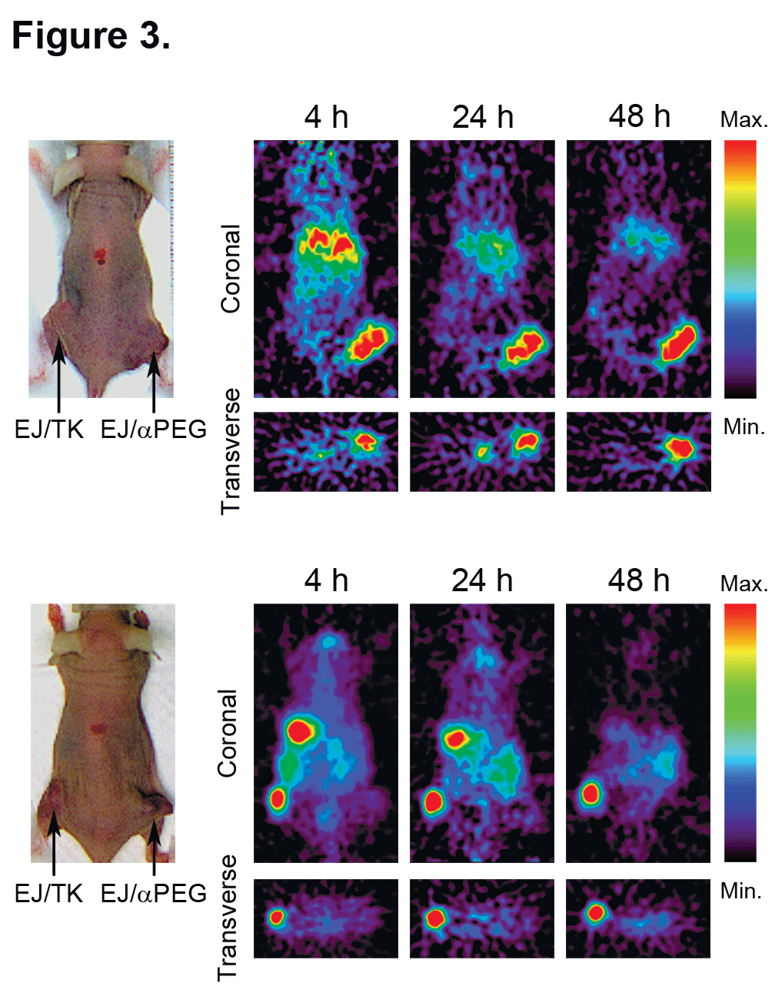 Figure 3.
4 h 24 h 48 h Max.
Coronal
Transverse
EJ/TK EJ/αPEG
Min.
4 h 24 h 48 h Max.
Coronal
Transverse
EJ/TK EJ/αPEG
Min.